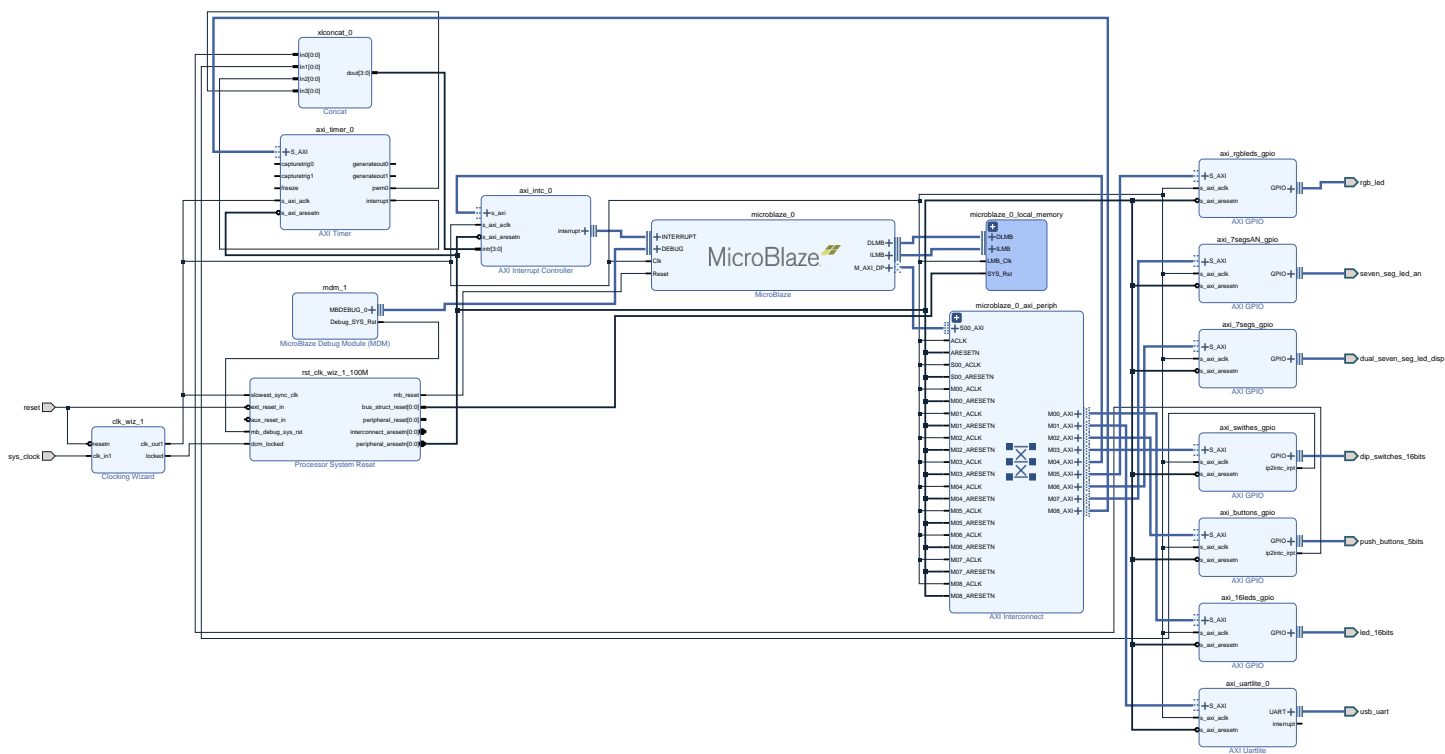 xlconcat_0
In0[0:0]
In1[0:0]
In2[0:0]
In3[0:0]
dout[3:0]
Concat
axi_timer_0
S_AXI
capturetrig0
capturetrig1
freeze
s_axi_aclk
s_axi_aresetn
generateout0
generateout1
pwm0
interrupt
AXI Timer
axi_intc_0
s_axi
s_axi_aclk
s_axi_aresetn
intr[3:0]
interrupt
AXI Interrupt Controller
microblaze_0
INTERRUPT
DEBUG
Clk
Reset
MicroBlaze
DLMB
ILMB
M_AXI_DP
MicroBlaze
microblaze_0_local_memory
DLMB
ILMB
LMB_Clk
SYS_Rst
mdm_1
MBDEBUG_0
Debug_SYS_Rst
MicroBlaze Debug Module (MDM)
rst_clk_wiz_1_100M
slowest_sync_clk
ext_reset_in
aux_reset_in
mb_debug_sys_rst
dcm_locked
mb_reset
bus_struct_reset[0:0]
peripheral_reset[0:0]
interconnect_aresetn[0:0]
peripheral_aresetn[0:0]
Processor System Reset
reset
sys_clock
clk_wiz_1
resetn
clk_in1
clk_out1
locked
Clocking Wizard
microblaze_0_axi_periph
S00_AXI
ACLK
ARESETN
S00_ACLK
S00_ARESETN
M00_ACLK
M00_ARESETN
M01_ACLK
M01_ARESETN
M02_ACLK
M02_ARESETN
M03_ACLK
M03_ARESETN
M04_ACLK
M04_ARESETN
M05_ACLK
M05_ARESETN
M06_ACLK
M06_ARESETN
M07_ACLK
M07_ARESETN
M08_ACLK
M08_ARESETN
M00_AXI
M01_AXI
M02_AXI
M03_AXI
M04_AXI
M05_AXI
M06_AXI
M07_AXI
M08_AXI
AXI Interconnect
axi_rgbleds_gpio
S_AXI
s_axi_aclk
s_axi_aresetn
GPIO
AXI GPIO
rgb_led
axi_7segsAN_gpio
S_AXI
s_axi_aclk
s_axi_aresetn
GPIO
AXI GPIO
seven_seg_led_an
axi_7segs_gpio
S_AXI
s_axi_aclk
s_axi_aresetn
GPIO
AXI GPIO
dual_seven_seg_led_disp
axi_swithes_gpio
S_AXI
s_axi_aclk
s_axi_aresetn
GPIO
ip2intc_irpt
AXI GPIO
dip_switches_16bits
axi_buttons_gpio
S_AXI
s_axi_aclk
s_axi_aresetn
GPIO
ip2intc_irpt
AXI GPIO
push_buttons_5bits
axi_16leds_gpio
S_AXI
s_axi_aclk
s_axi_aresetn
GPIO
AXI GPIO
led_16bits
axi_uartlite_0
S_AXI
s_axi_aclk
s_axi_aresetn
UART
interrupt
AXI Uartlite
usb_uart